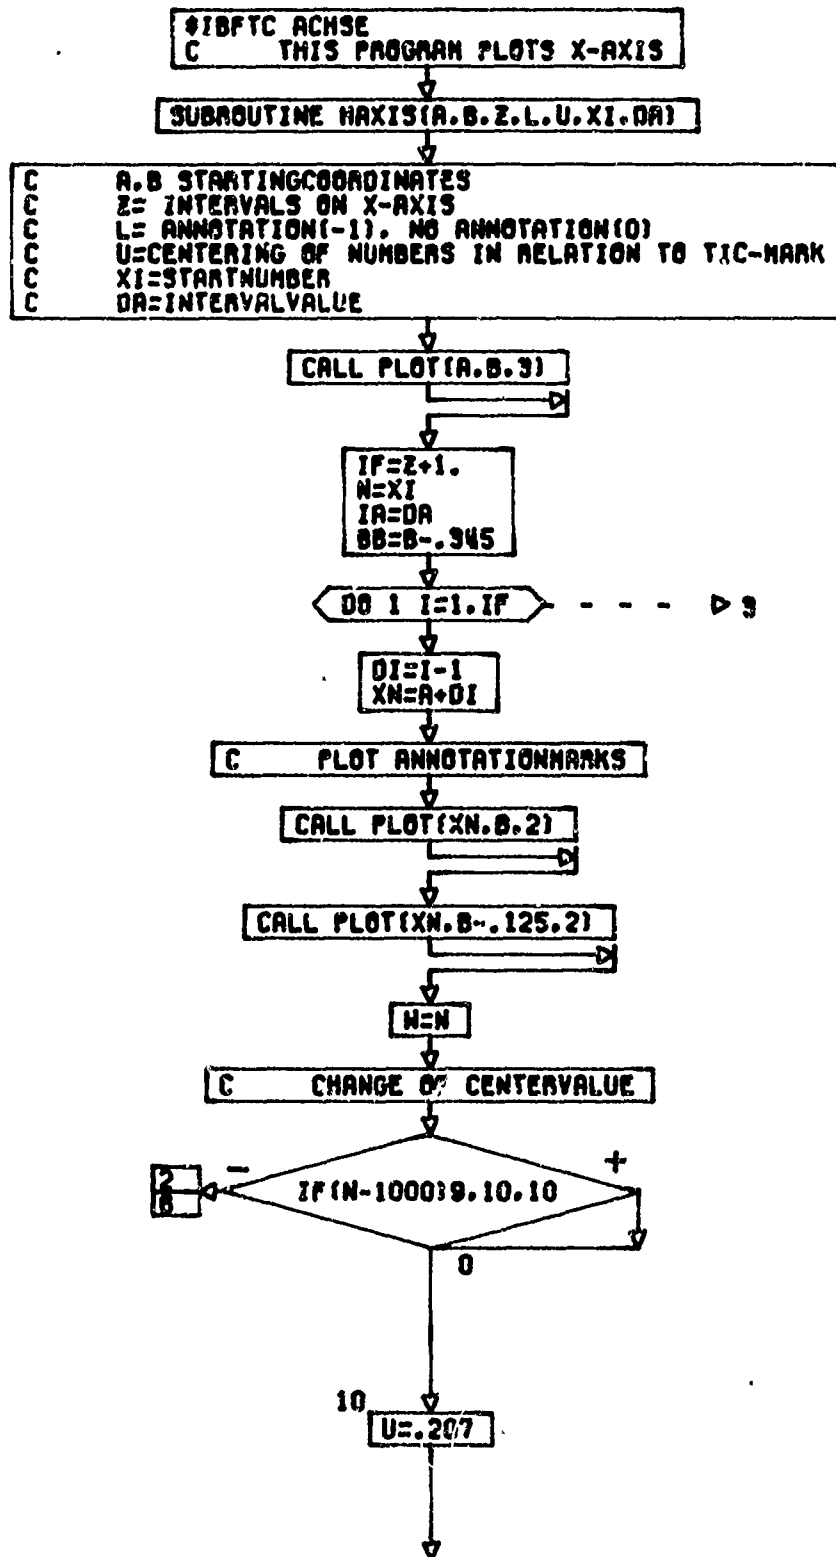 $IBFTC ACHSE
C THIS PROGRAM PLOTS X-AXIS
SUBROUTINE HAXIS(A.B.Z.L.U.XI.DA)
C A.B STARTINGCOORDINATES
C Z= INTERVALS ON X-AXIS
C L= ANNOTATION(-1). NO ANNOTATION(0)
C U=CENTERING OF NUMBERS IN RELATION TO TIC-MARK
C XI=STARTNUMBER
C DA=INTERVALVALUE
CALL PLOT(A.B.3)
IF=Z+1.
N=XI
IA=DA
BB=B-.345
DO 1 I=1.IF
9
DI=I-1
XN=A+DI
C PLOT ANNOTATIONMARKS
CALL PLOT(XN.B.2)
CALL PLOT(XN.B-.125.2)
W=N
C CHANGE OF CENTERVALUE
- +
2
B
IF(N-1000)9.10.10
0
10
U=.207